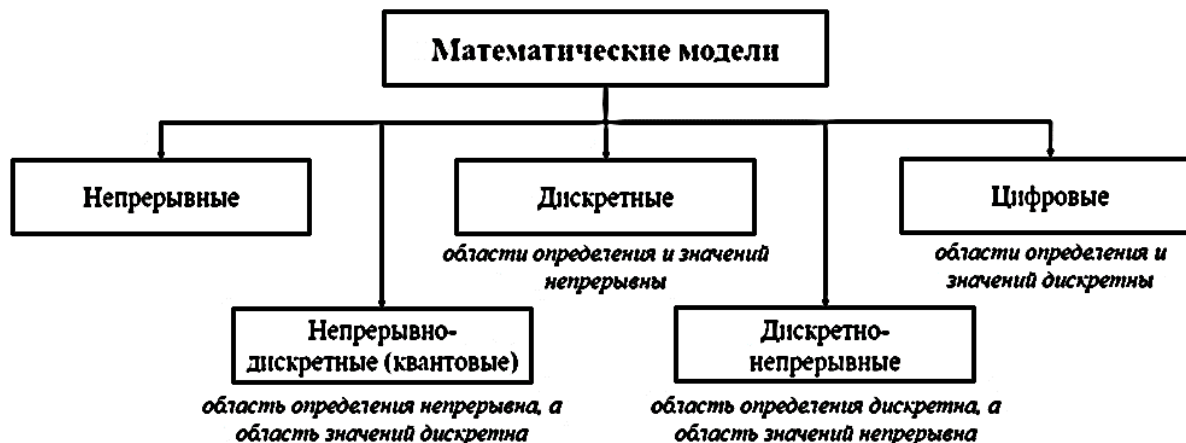 Математические модели
Непрерывные
Дискретные
Цифровые
области определения и значений
непрерывны
области определения и
значений дискретны
Непрерывно-
дискретные (квантовые)
Дискретно-
непрерывные
область определения непрерывна, а
область значений дискретна
область определения дискретна, а
область значений непрерывна